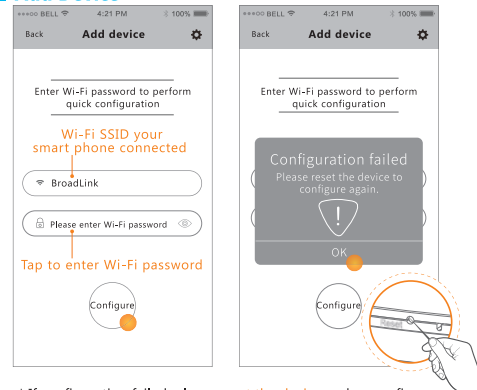 BELL 4:21 PM 100%
Back Add device
Enter Wi-Fi password to perform
quick configuration
Wi-Fi SSID your
smart phone connected
BroadLink
Please enter Wi-Fi password
Tap to enter Wi-Fi password
Configure
BELL 4:21 PM 100%
Back Add device
Enter Wi-Fi password to perform
quick configuration
Configuration failed
Please reset the device to
configure again.
!
OK
Configure
Reset